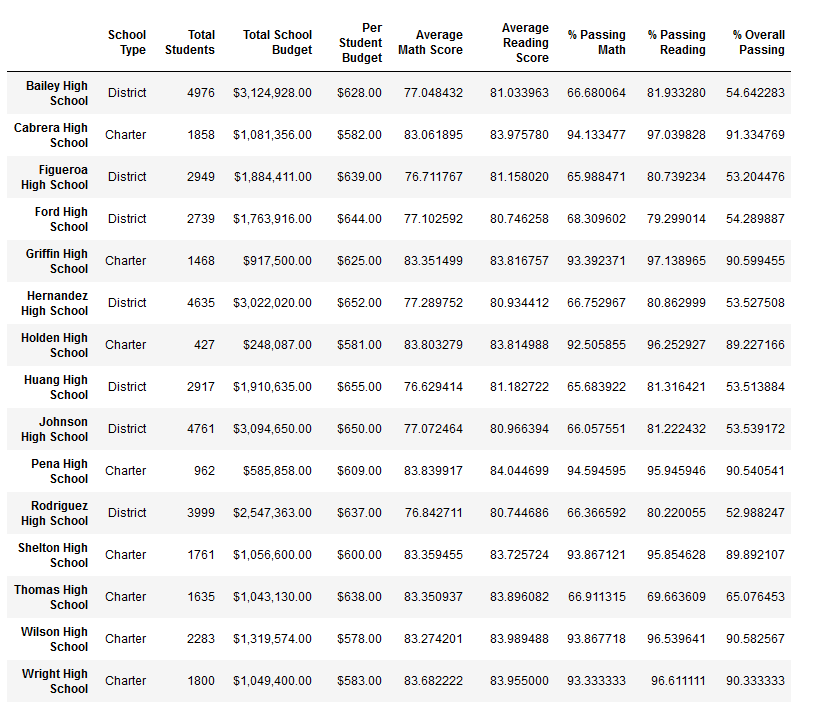 School Type Total Students Total School Budget Per Student Budget Average Math Score Average Reading Score % Passing Math % Passing Reading % Overall Passing
Bailey High School District 4976 $3,124,928.00 $628.00 77.048432 81.033963 66.680064 81.933280 54.642283
Cabrera High School Charter 1858 $1,081,356.00 $582.00 83.061895 83.975780 94.133477 97.039828 91.334769
Figueroa High School District 2949 $1,884,411.00 $639.00 76.711767 81.158020 65.988471 80.739234 53.204476
Ford High School District 2739 $1,763,916.00 $644.00 77.102592 80.746258 68.309602 79.299014 54.289887
Griffin High School Charter 1468 $917,500.00 $625.00 83.351499 83.816757 93.392371 97.138965 90.599455
Hernandez High School District 4635 $3,022,020.00 $652.00 77.289752 80.934412 66.752967 80.862999 53.527508
Holden High School Charter 427 $248,087.00 $581.00 83.803279 83.814988 92.505855 96.252927 89.227166
Huang High School District 2917 $1,910,635.00 $655.00 76.629414 81.182722 65.683922 81.316421 53.513884
Johnson High School District 4761 $3,094,650.00 $650.00 77.072464 80.966394 66.057551 81.222432 53.539172
Pena High School Charter 962 $585,858.00 $609.00 83.839917 84.044699 94.594595 95.945946 90.540541
Rodriguez High School District 3999 $2,547,363.00 $637.00 76.842711 80.744686 66.366592 80.220055 52.988247
Shelton High School Charter 1761 $1,056,600.00 $600.00 83.359455 83.725724 93.867121 95.854628 89.892107
Thomas High School Charter 1635 $1,043,130.00 $638.00 83.350937 83.896082 66.911315 69.663609 65.076453
Wilson High School Charter 2283 $1,319,574.00 $578.00 83.274201 83.989488 93.867718 96.539641 90.582567
Wright High School Charter 1800 $1,049,400.00 $583.00 83.682222 83.955000 93.333333 96.611111 90.333333